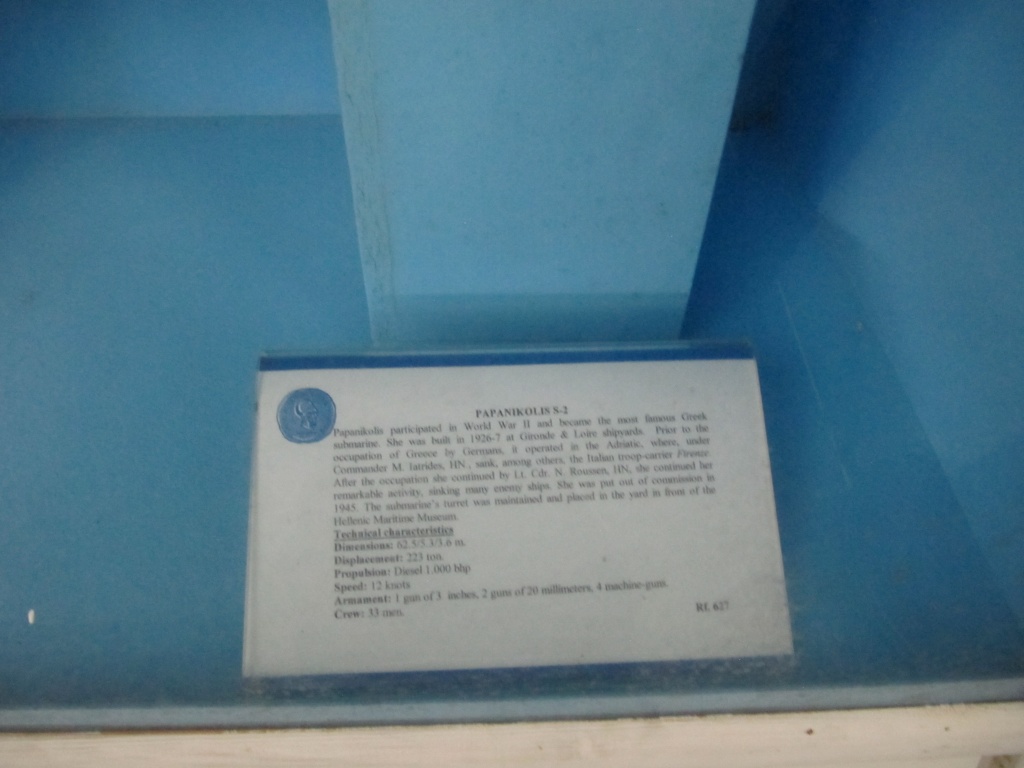 PAPANIKOLIS S-2
Papanikolis participated in World War II and became the most famous Greek
submarine. She was built in 1926-7 at Gironde & Loire shipyards. Prior to the
occupation of Greece by Germans, it operated in the Adriatic, where, under
Commander M. Iatrides, HN., sank, among others, the Italian troop-carrier Firenze.
After the occupation she continued by Lt. Cdr. N. Roussen, HN, she continued her
remarkable activity, sinking many enemy ships. She was put out of commission in
1945. The submarine's turret was maintained and placed in the yard in front of the
Hellenic Maritime Museum.
Technical characteristics
Dimensions: 62.5/5.3/3.6 m.
Displacement: 223 ton.
Propulsion: Diesel 1.000 bhp
Speed: 12 knots
Armament: 1 gun of 3. inches, 2 guns of 20 millimeters, 4 machine-guns.
Crew: 33 men.
Rf. 627